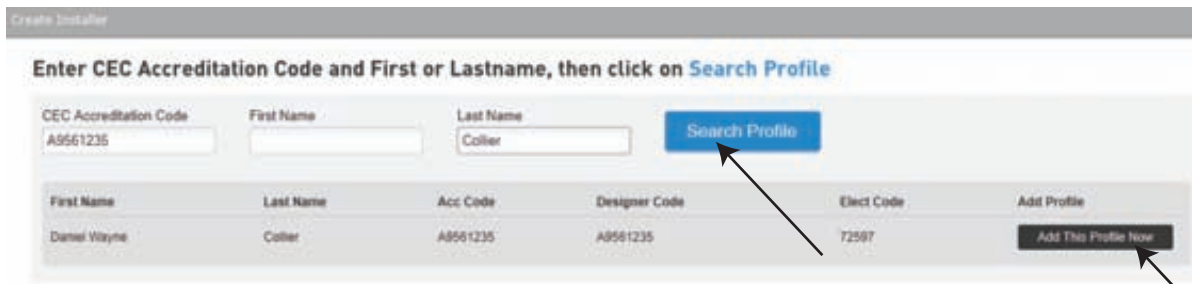 Create Installer
Enter CEC Accreditation Code and First or Lastname, then click on Search Profile
CEC Accreditation Code First Name Last Name
A9561235 Collier Search Profile
First Name Last Name Acc Code Designer Code Elect Code Add Profile
Daniel Wayne Collier A9561235 A9561235 72597 Add This Profile Now